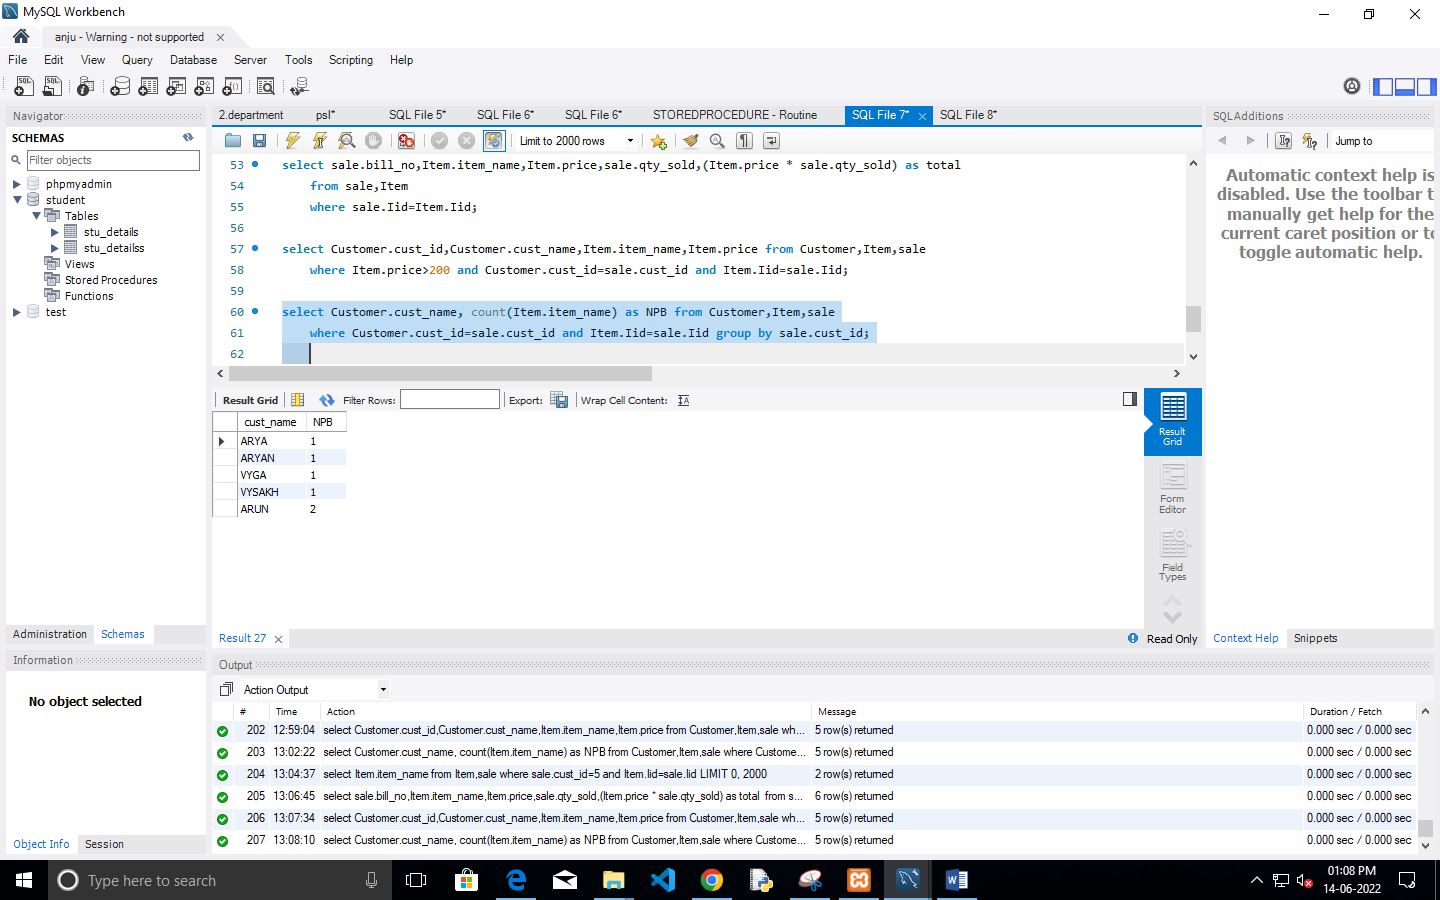 MySQL Workbench
anju - Warning - not supported
File Edit View Query Database Server Tools Scripting Help
Navigator
SCHEMAS
Filter objects
phpmyadmin
student
Tables
stu_details
stu_detailss
Views
Stored Procedures
Functions
test
Administration Schemas
Information
No object selected
Object Info Session
2.department psl* SQL File 5* SQL File 6* SQL File 6* STOREDPROCEDURE - Routine SQL File 7* SQL File 8*
Limit to 2000 rows
53 select sale.bill_no,Item.item_name,Item.price,sale.qty_sold,(Item.price * sale.qty_sold) as total
54 from sale,Item
55 where sale.Iid=Item.Iid;
56
57 select Customer.cust_id,Customer.cust_name,Item.item_name,Item.price from Customer,Item,sale
58 where Item.price>200 and Customer.cust_id=sale.cust_id and Item.Iid=sale.Iid;
59
60 select Customer.cust_name, count(Item.item_name) as NPB from Customer,Item,sale
61 where Customer.cust_id=sale.cust_id and Item.Iid=sale.Iid group by sale.cust_id;
62
Result Grid Filter Rows: Export: Wrap Cell Content:
cust_name NPB
ARYA 1
ARYAN 1
VYGA 1
VYSAKH 1
ARUN 2
Result Grid
Form Editor
Field Types
Result 27 Read Only
SQLAdditions
Jump to
Automatic context help is
disabled. Use the toolbar t
manually get help for the
current caret position or to
toggle automatic help.
Context Help Snippets
Output
Action Output
# Time Action Message Duration / Fetch
202 12:59:04 select Customer.cust_id,Customer.cust_name,Item.item_name,Item.price from Customer,Item,sale wh... 5 row(s) returned 0.000 sec / 0.000 sec
203 13:02:22 select Customer.cust_name, count(Item.item_name) as NPB from Customer,Item,sale where Custome... 5 row(s) returned 0.000 sec / 0.000 sec
204 13:04:37 select Item.item_name from Item,sale where sale.cust_id=5 and Item.Iid=sale.Iid LIMIT 0, 2000 2 row(s) returned 0.000 sec / 0.000 sec
205 13:06:45 select sale.bill_no,Item.item_name,Item.price,sale.qty_sold,(Item.price * sale.qty_sold) as total from s... 6 row(s) returned 0.000 sec / 0.000 sec
206 13:07:34 select Customer.cust_id,Customer.cust_name,Item.item_name,Item.price from Customer,Item,sale wh... 5 row(s) returned 0.000 sec / 0.000 sec
207 13:08:10 select Customer.cust_name, count(Item.item_name) as NPB from Customer,Item,sale where Custome... 5 row(s) returned 0.000 sec / 0.000 sec
Type here to search
01:08 PM
14-06-2022